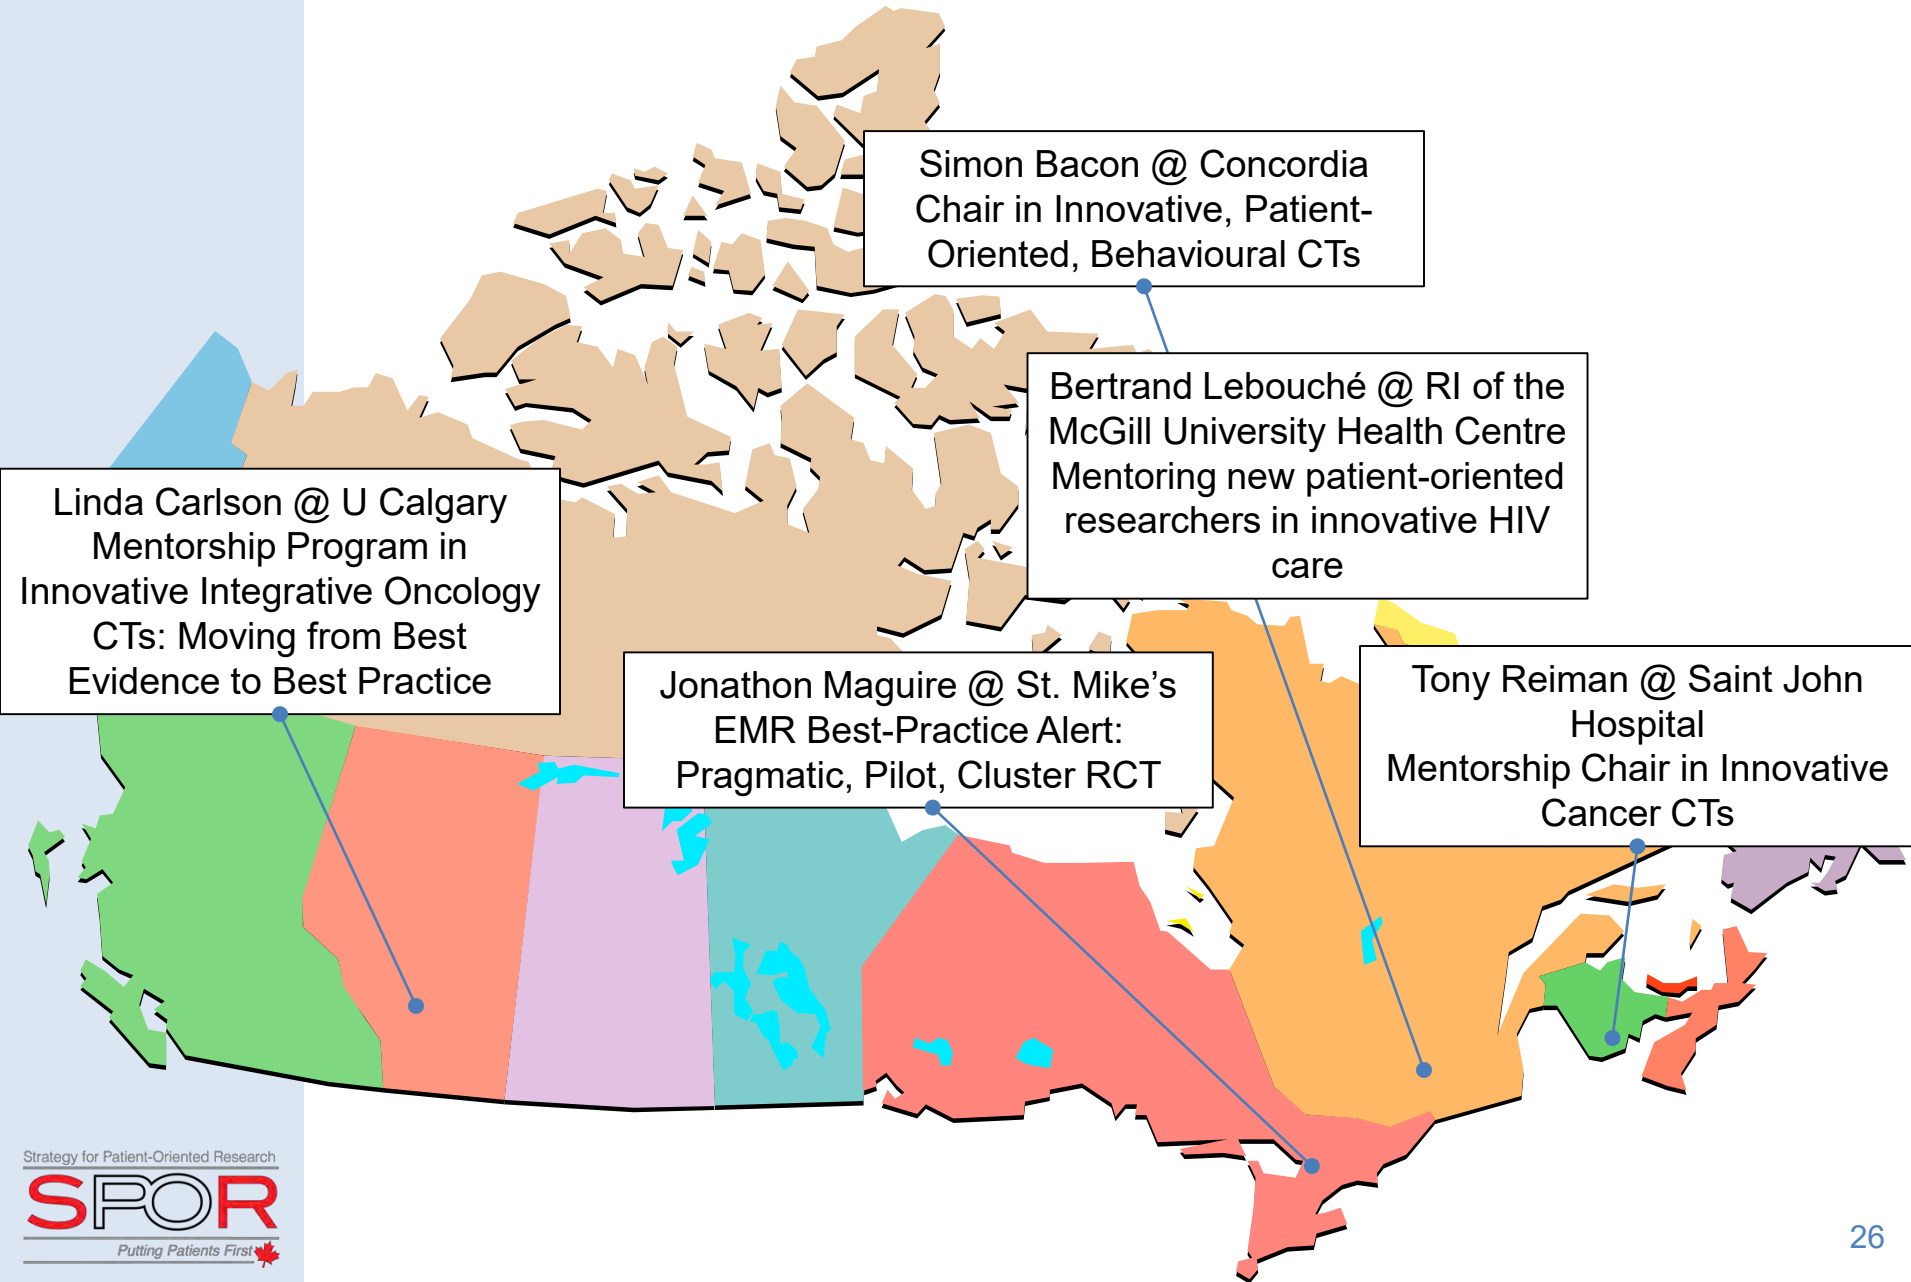 Simon Bacon @ Concordia
Chair in Innovative, Patient-
Oriented, Behavioural CTs
Bertrand Lebouché @ RI of the
McGill University Health Centre
Mentoring new patient-oriented
researchers in innovative HIV
care
Linda Carlson @ U Calgary
Mentorship Program in
Innovative Integrative Oncology
CTs: Moving from Best
Evidence to Best Practice
Jonathon Maguire @ St. Mike’s
EMR Best-Practice Alert:
Pragmatic, Pilot, Cluster RCT
Tony Reiman @ Saint John
Hospital
Mentorship Chair in Innovative
Cancer CTs
Strategy for Patient-Oriented Research
SPOR
Putting Patients First
26